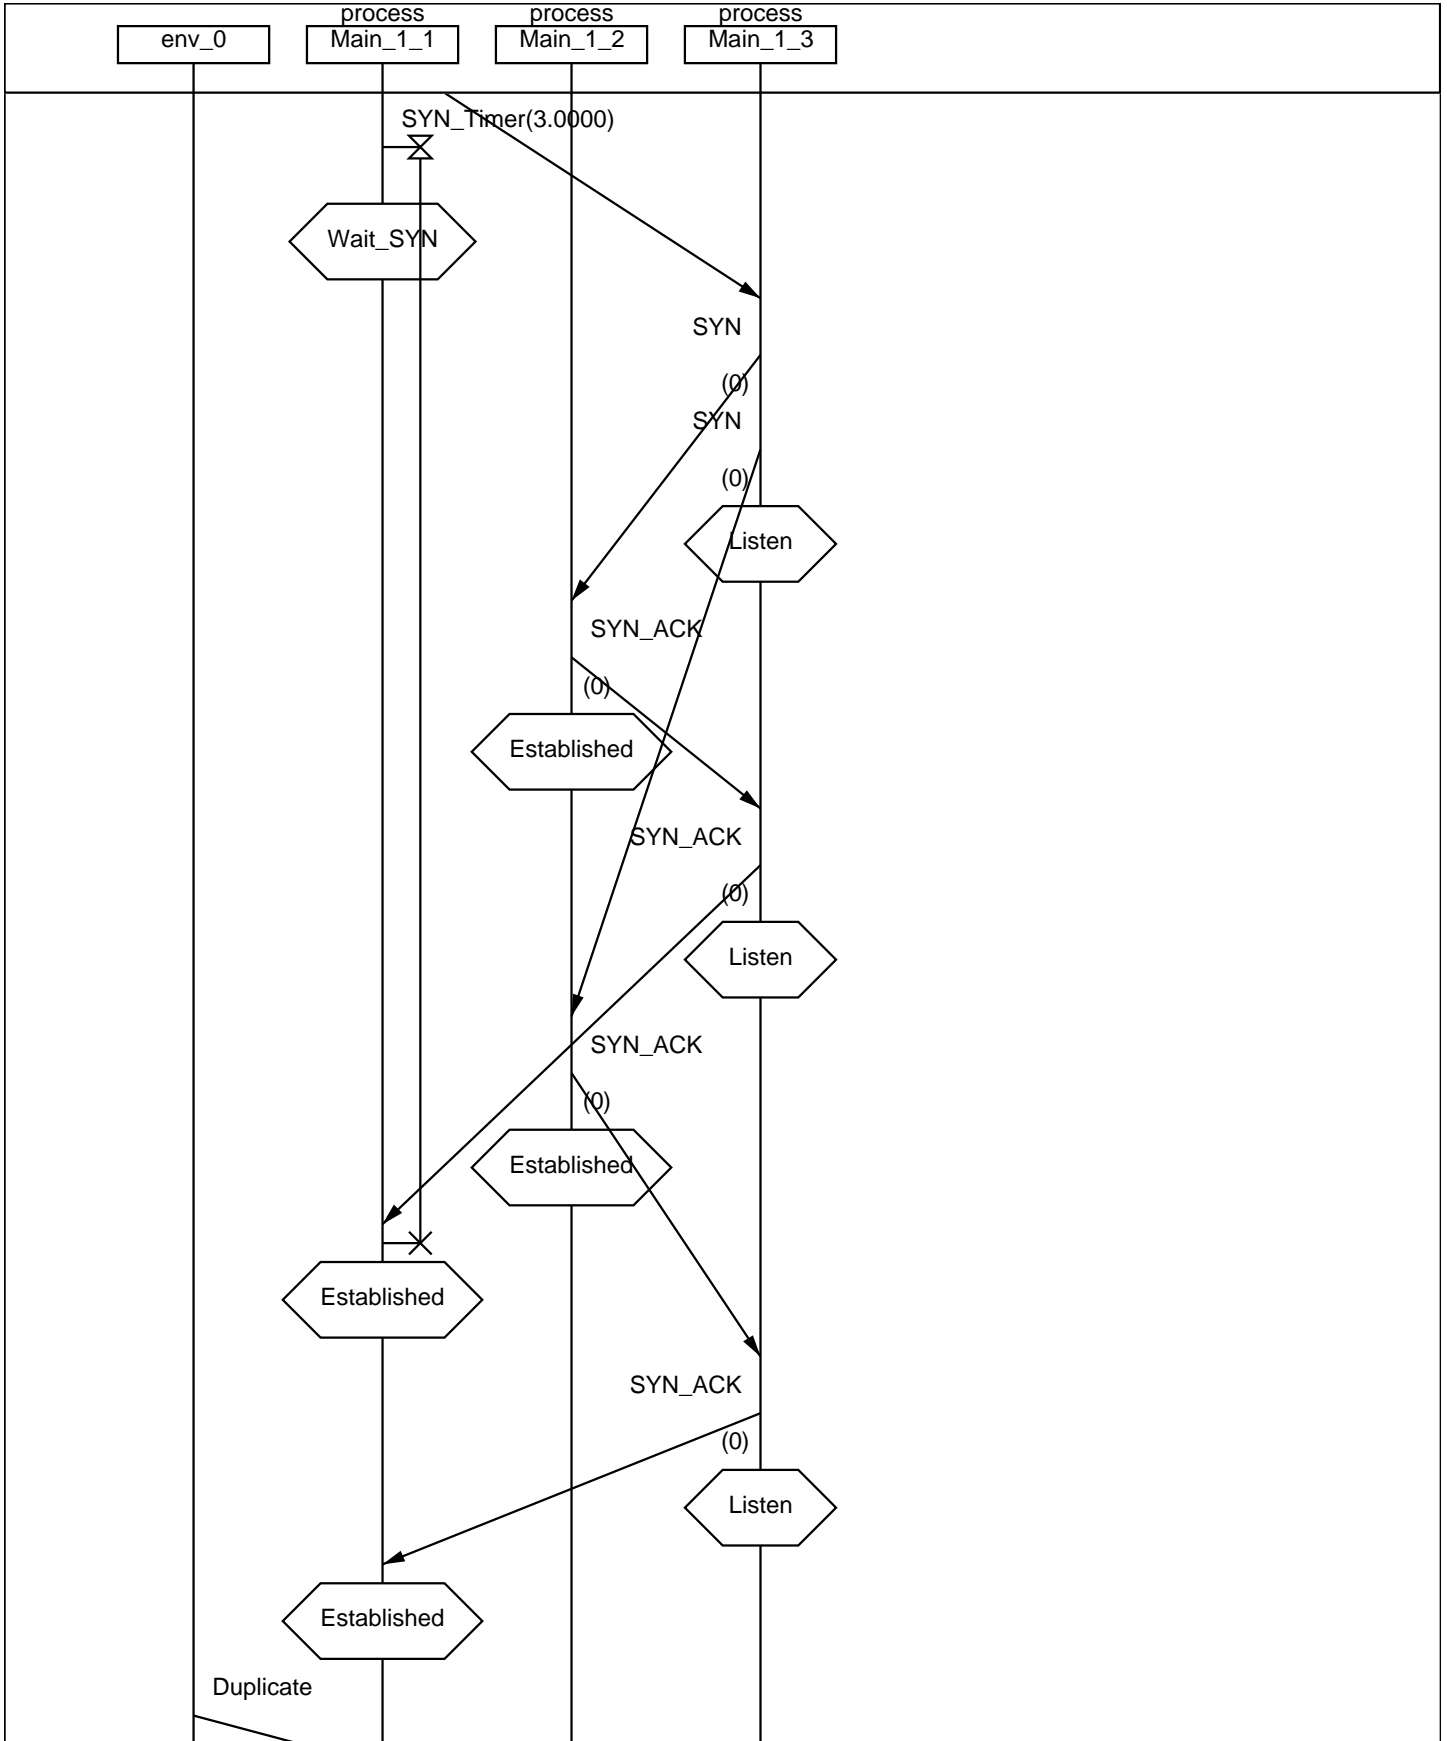 process process process
env_0 Main_1_1 Main_1_2 Main_1_3
SYN_Timer(3.0000)
Wait_SYN
SYN
(0)
SYN
(0)
Listen
SYN_ACK
(0)
Established
SYN_ACK
(0)
Listen
SYN_ACK
(0)
Established
Established
SYN_ACK
(0)
Listen
Established
Duplicate